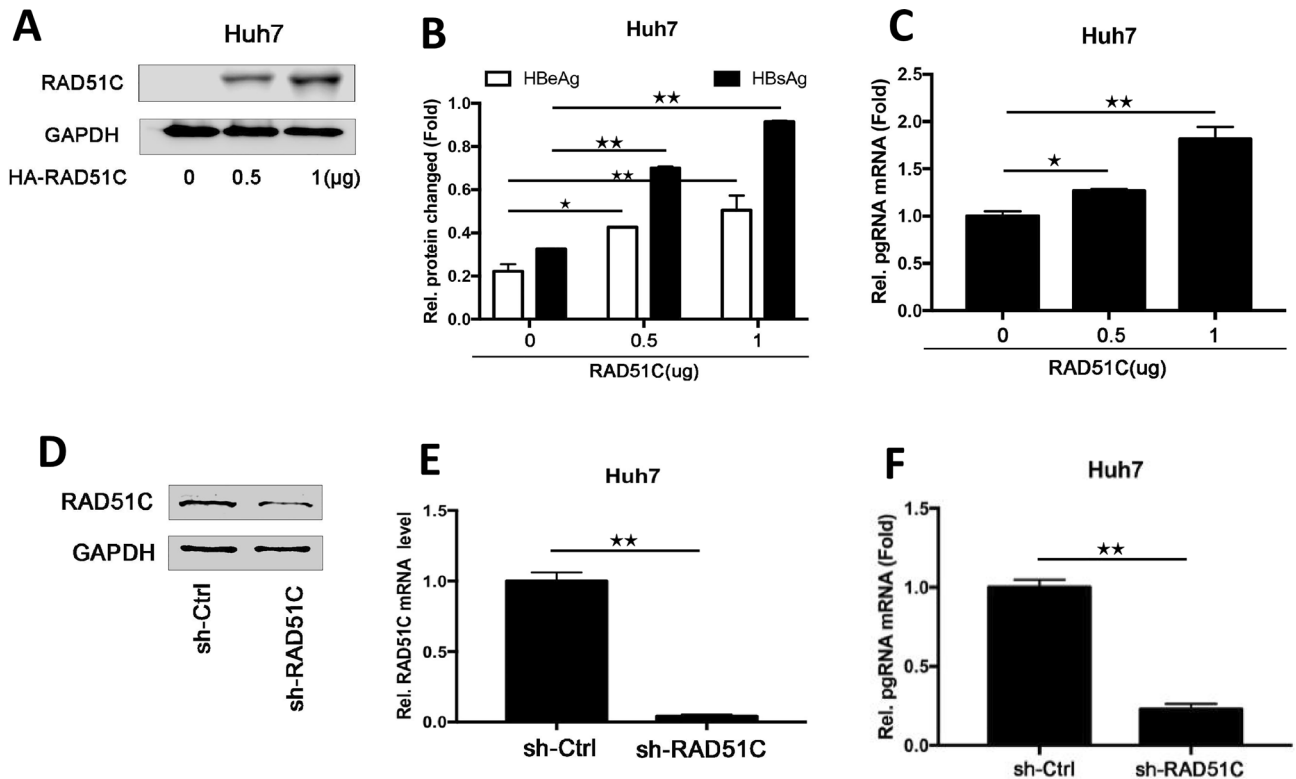 A
Huh7
RAD51C
GAPDH
HA-RAD51C 0 0.5 1(μg)
B
Huh7
HBeAg HBsAg
Rel. protein changed (Fold)
1.0
0.8
0.6
0.4
0.2
0.0
★★
★★
★★
★
0 0.5 1
RAD51C(ug)
C
Huh7
Rel. pgRNA mRNA (Fold)
2.5
2.0
1.5
1.0
0.5
0.0
★★
★
0 0.5 1
RAD51C(ug)
D
RAD51C
GAPDH
sh-Ctrl
sh-RAD51C
E
Huh7
Rel. RAD51C mRNA level
1.5
1.0
0.5
0.0
★★
sh-Ctrl sh-RAD51C
F
Huh7
Rel. pgRNA mRNA (Fold)
1.5
1.0
0.5
0.0
★★
sh-Ctrl sh-RAD51C